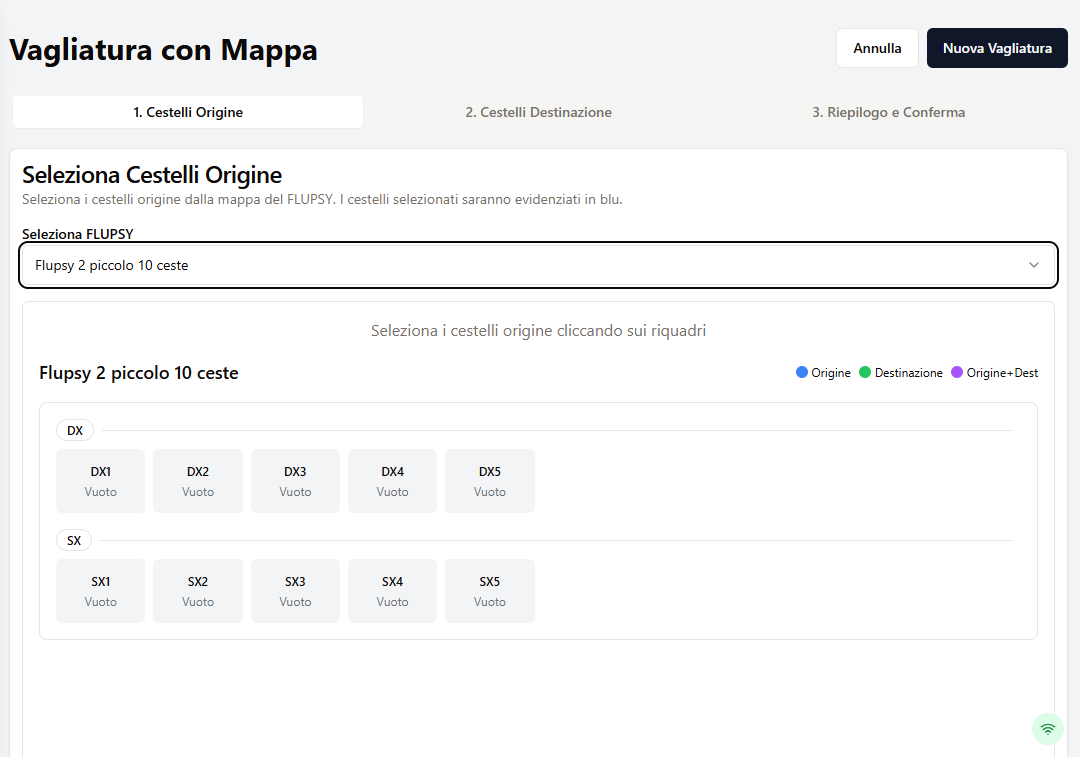 Vagliatura con Mappa
Annulla
Nuova Vagliatura
1. Cestelli Origine
2. Cestelli Destinazione
3. Riepilogo e Conferma
Seleziona Cestelli Origine
Seleziona i cestelli origine dalla mappa del FLUPSY. I cestelli selezionati saranno evidenziati in blu.
Seleziona FLUPSY
Flupsy 2 piccolo 10 ceste
Seleziona i cestelli origine cliccando sui riquadri
Flupsy 2 piccolo 10 ceste
Origine
Destinazione
Origine+Dest
DX
DX1 DX2 DX3 DX4 DX5
Vuoto Vuoto Vuoto Vuoto Vuoto
SX
SX1 SX2 SX3 SX4 SX5
Vuoto Vuoto Vuoto Vuoto Vuoto